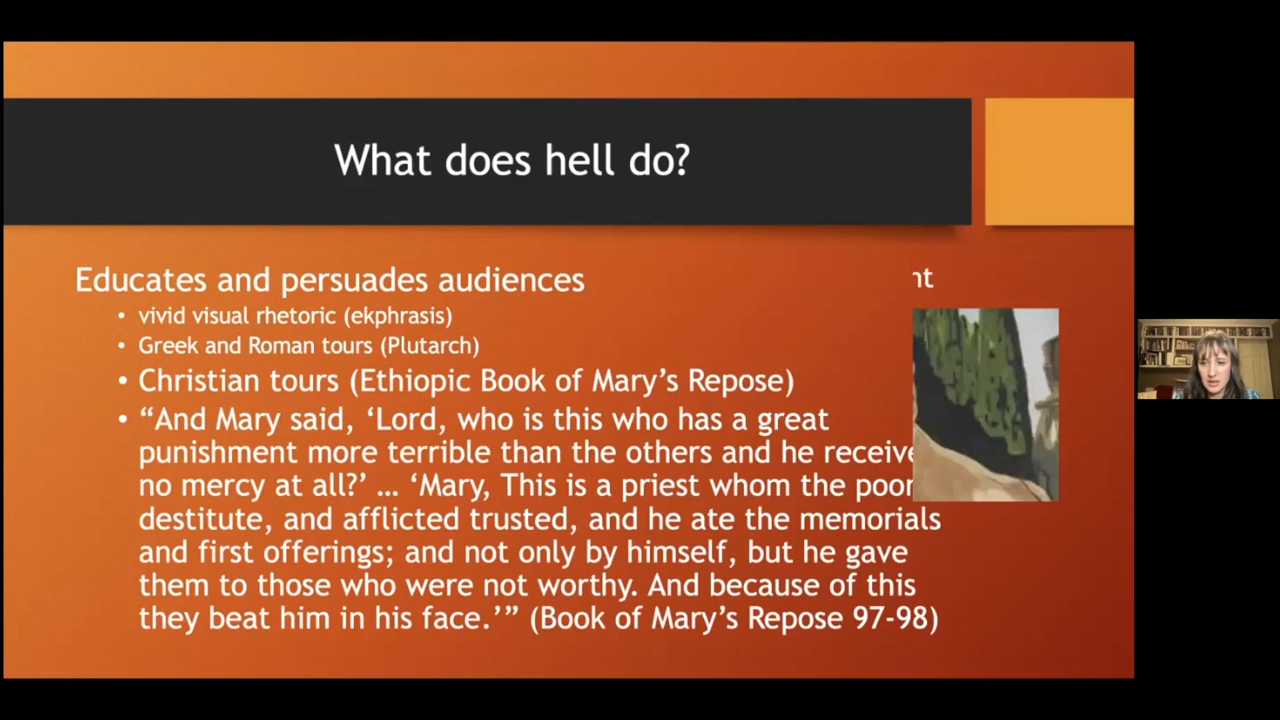 What does hell do?
Educates and persuades audiences
• vivid visual rhetoric (ekphrasis)
• Greek and Roman tours (Plutarch)
• Christian tours (Ethiopic Book of Mary’s Repose)
• “And Mary said, ‘Lord, who is this who has a great
punishment more terrible than the others and he receive
no mercy at all?’ … ‘Mary, This is a priest whom the poor
destitute, and afflicted trusted, and he ate the memorials
and first offerings; and not only by himself, but he gave
them to those who were not worthy. And because of this
they beat him in his face.’” (Book of Mary’s Repose 97-98)